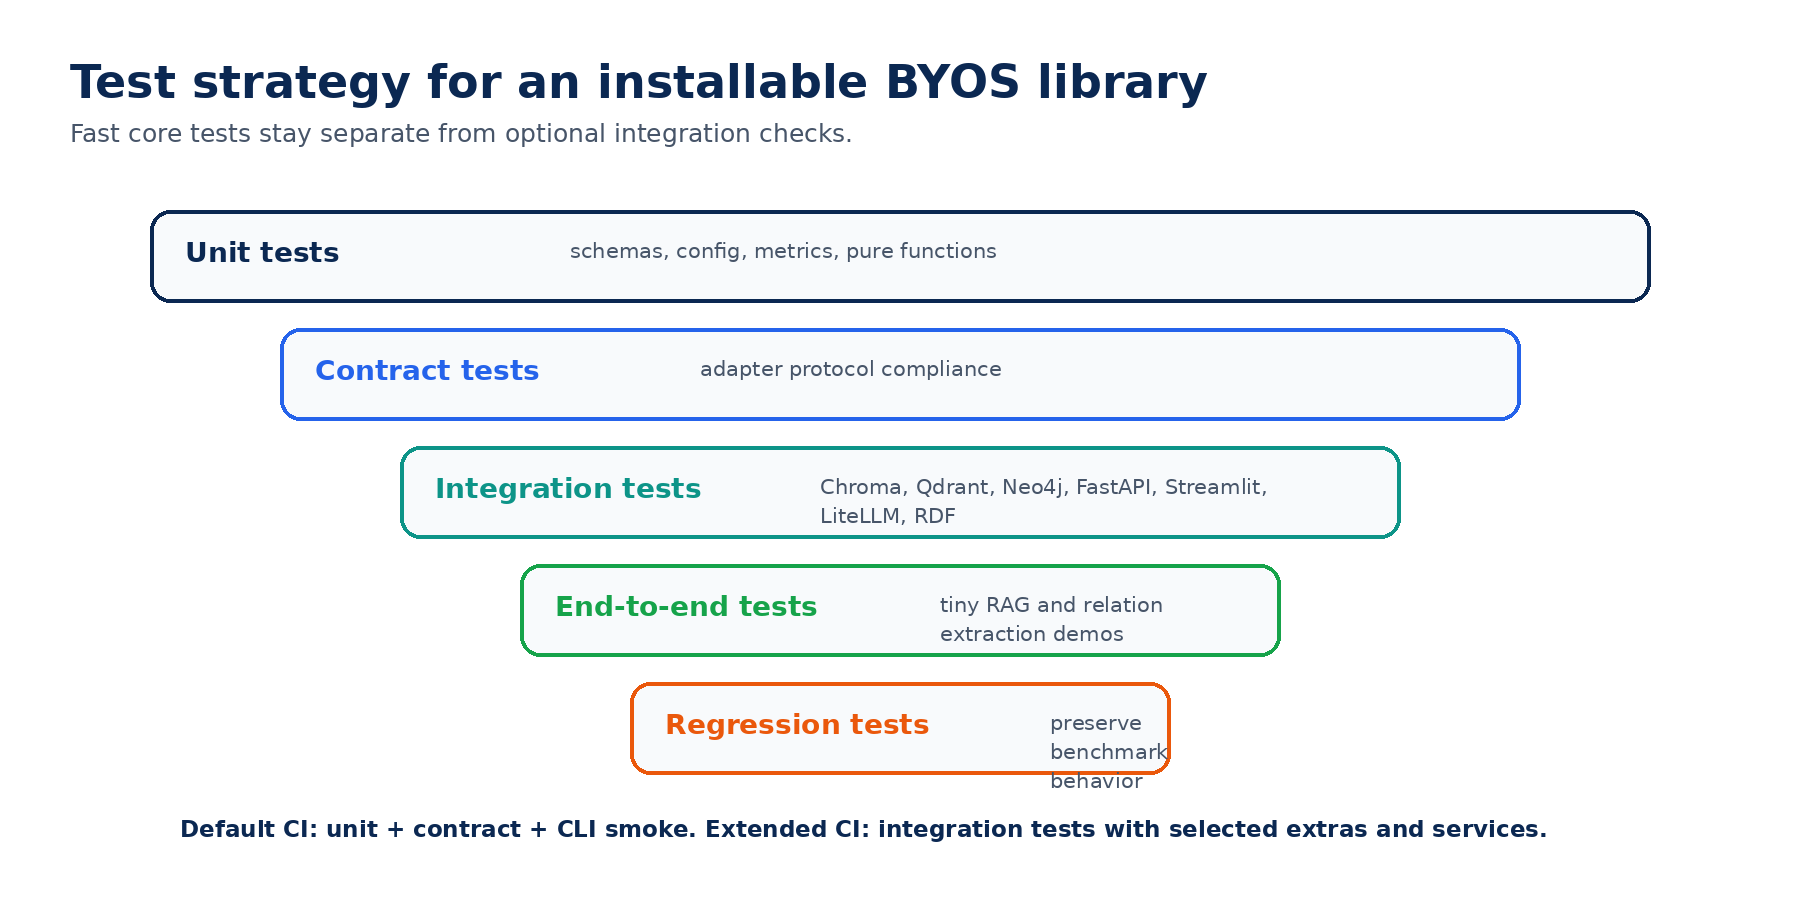 Test strategy for an installable BYOS library
Fast core tests stay separate from optional integration checks.
Unit tests
schemas, config, metrics, pure functions
Contract tests
adapter protocol compliance
Integration tests
Chroma, Qdrant, Neo4j, FastAPI, Streamlit,
LiteLLM, RDF
End-to-end tests
tiny RAG and relation
extraction demos
Regression tests
preserve
benchmark
behavior
Default CI: unit + contract + CLI smoke. Extended CI: integration tests with selected extras and services.